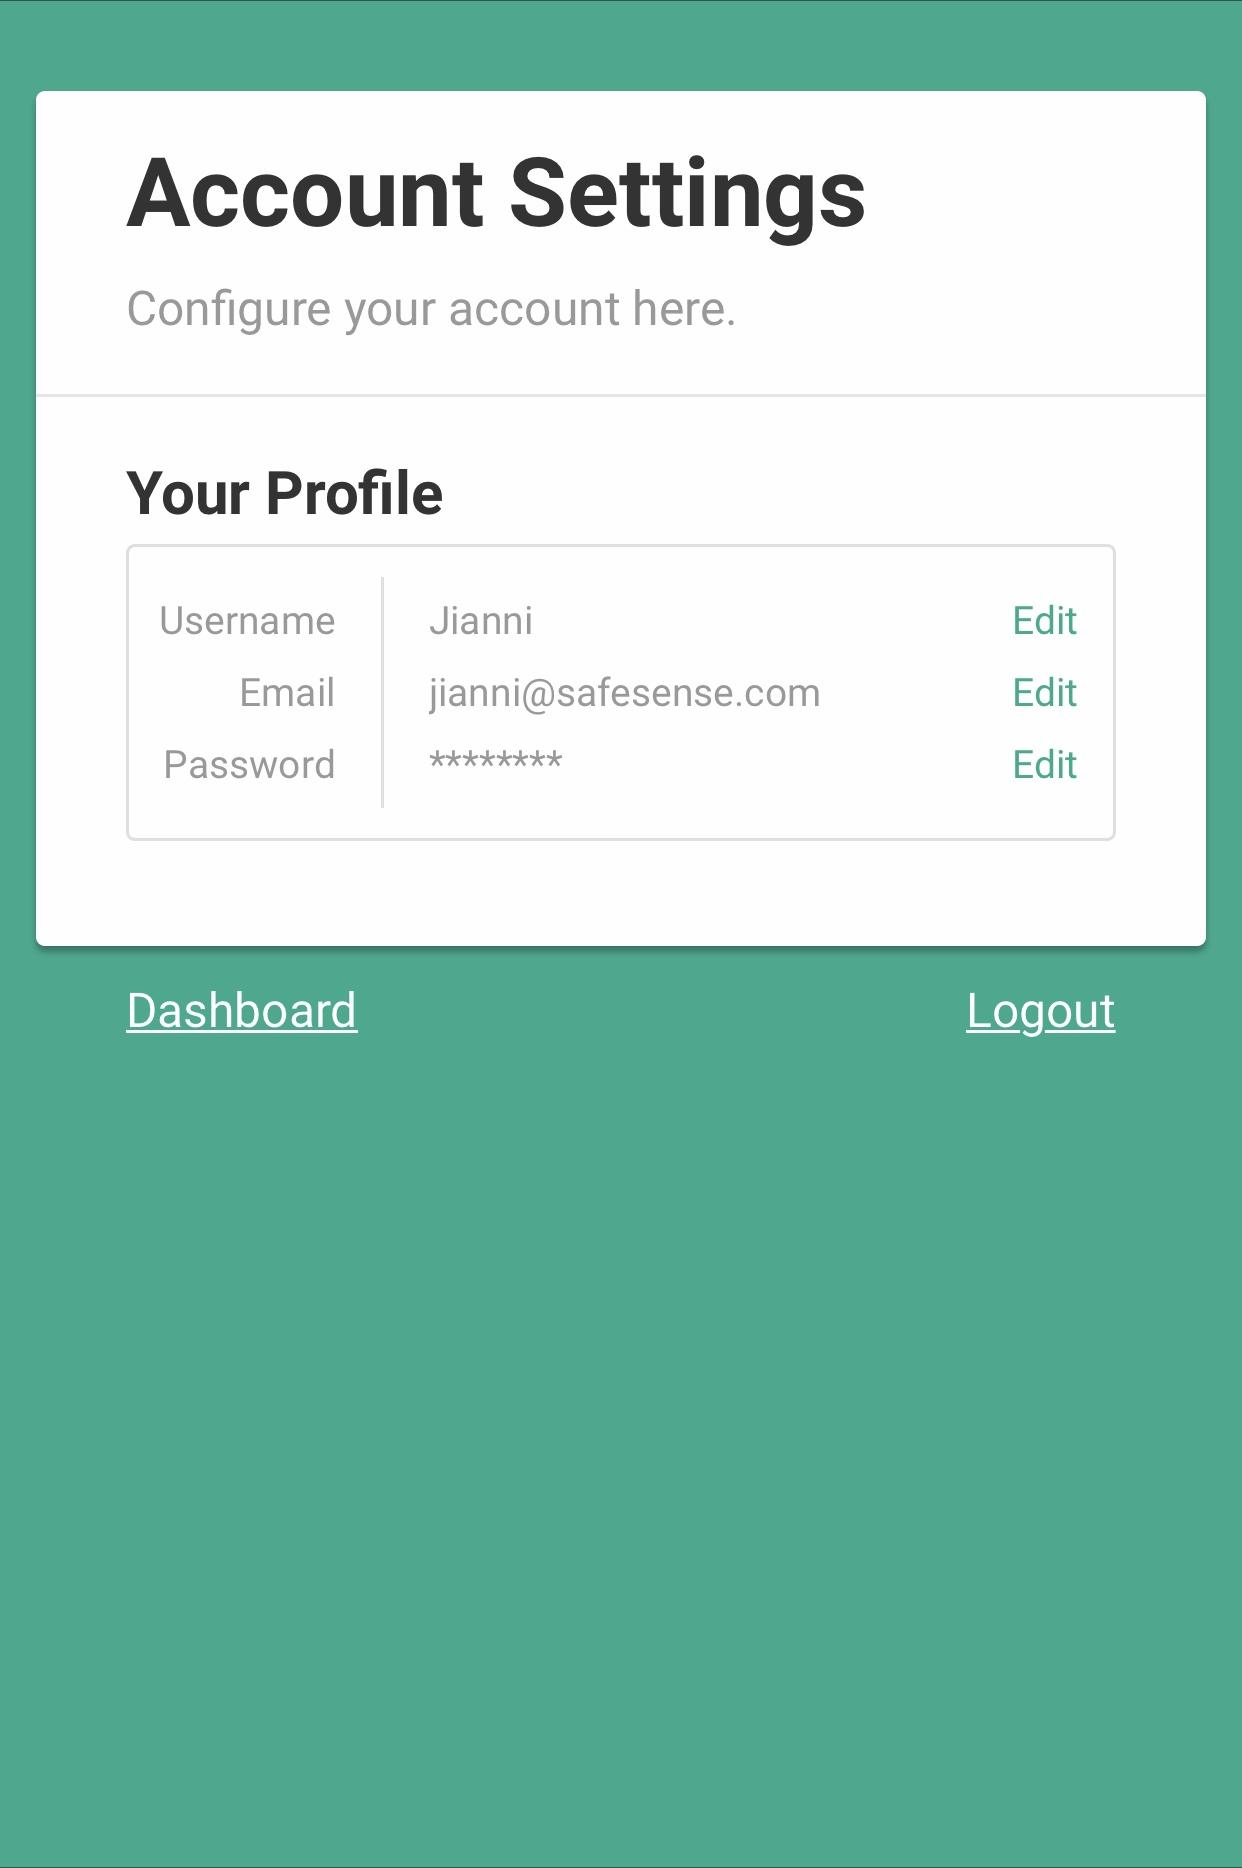 Account Settings
Configure your account here.
Your Profile
Username Jianni Edit
Email jianni@safesense.com Edit
Password ******** Edit
Dashboard Logout